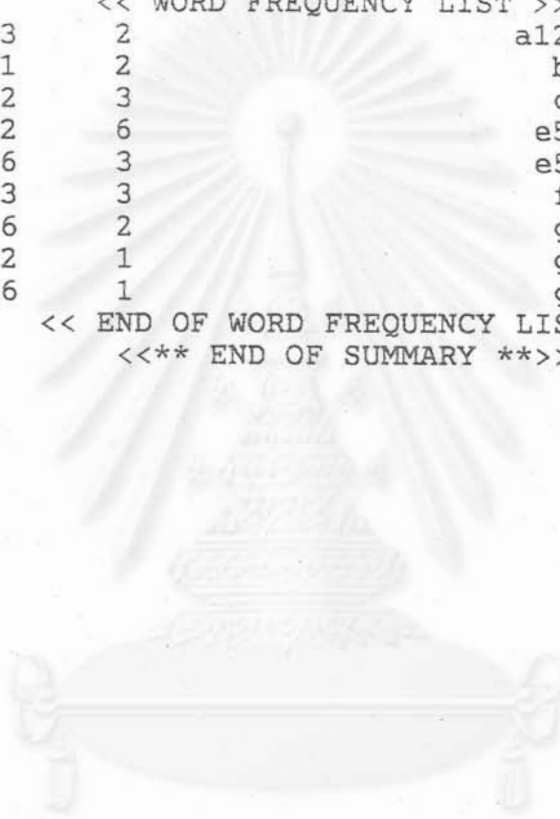 << WORD FREQUENCY LIST >>
3 2 a12
1 2
2 3
2 6 e5
6 3 e5
3 3
6 2
2 1
6 1
<< END OF WORD FREQUENCY LIS
<<** END OF SUMMARY **>>